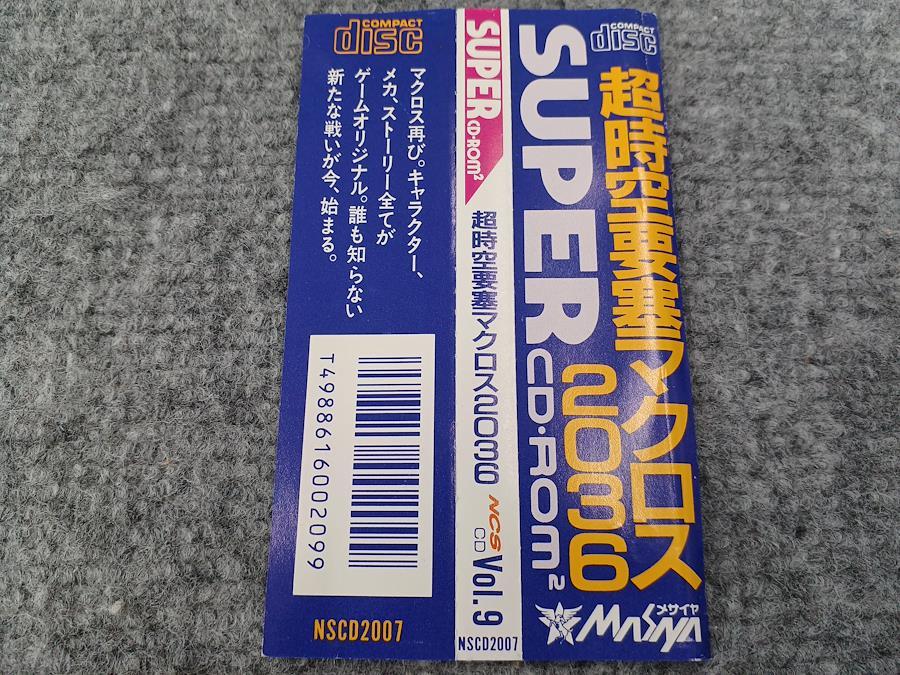 COMPACT
disc
超時空要塞マクロス
2036
SUPER
CD・ROM²
メサイヤ
MASAYA
SUPER
CD・ROM²
超時空要塞マクロス2036
NCS
CD
Vol.9
NSCD2007
COMPACT
disc
マクロス再び。キャラクター、
メカ、ストーリー全てが
ゲームオリジナル。誰も知らない
新たな戦いが今、始まる。
T4988616002099
NSCD2007